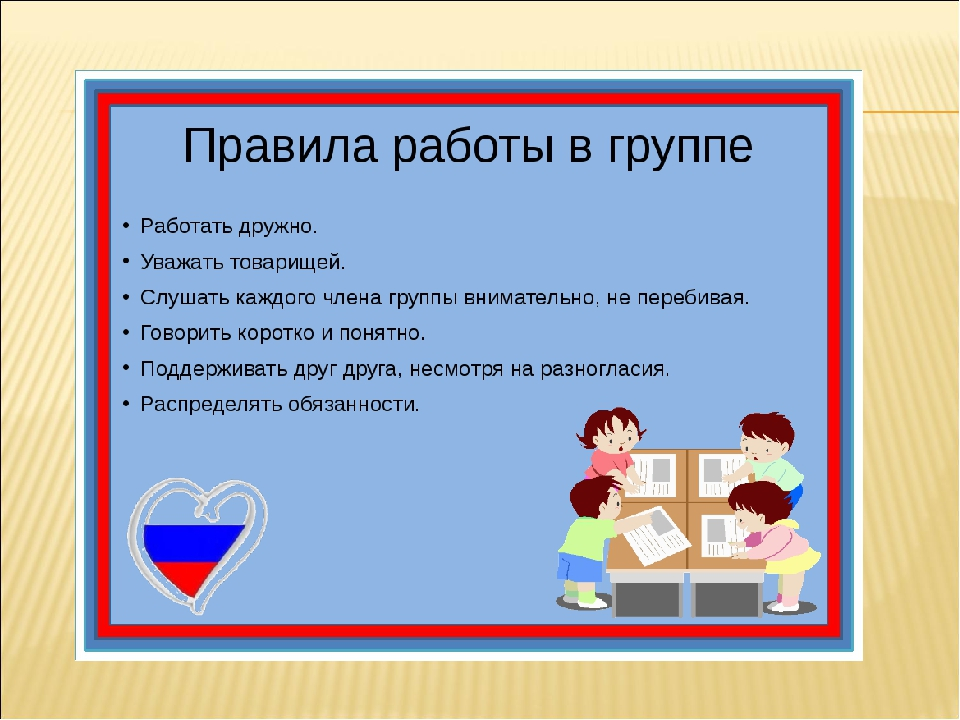 Правила работы в группе
• Работать дружно.
• Уважать товарищей.
• Слушать каждого члена группы внимательно, не перебивая.
• Говорить коротко и понятно.
• Поддерживать друг друга, несмотря на разногласия.
• Распределять обязанности.